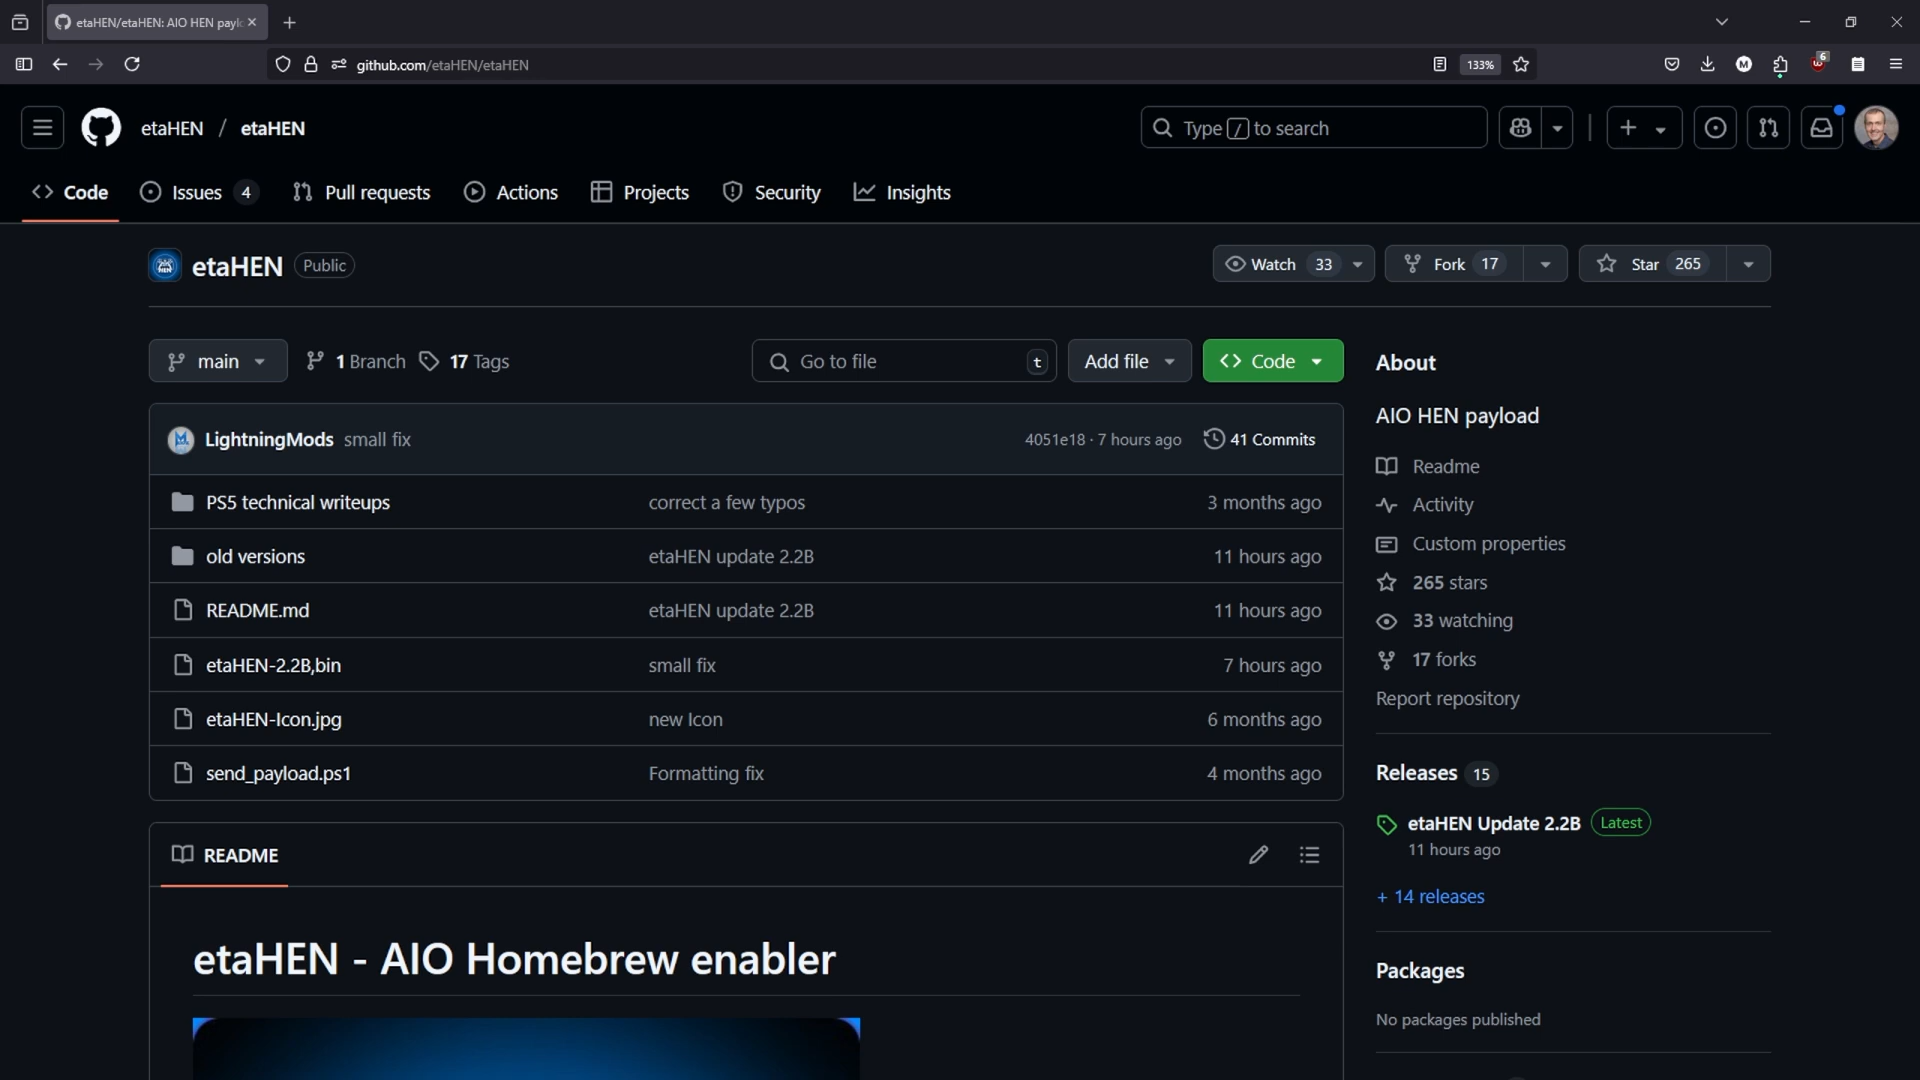 etaHEN/etaHEN: AIO HEN payl
github.com/etaHEN/etaHEN
133%
6
etaHEN / etaHEN
Type / to search
Code
Issues 4
Pull requests
Actions
Projects
Security
Insights
etaHEN Public
Watch 33
Fork 17
Star 265
main
1 Branch
17 Tags
Go to file t
Add file
Code
LightningMods small fix 4051e18 · 7 hours ago 41 Commits
PS5 technical writeups correct a few typos 3 months ago
old versions etaHEN update 2.2B 11 hours ago
README.md etaHEN update 2.2B 11 hours ago
etaHEN-2.2B,bin small fix 7 hours ago
etaHEN-Icon.jpg new Icon 6 months ago
send_payload.ps1 Formatting fix 4 months ago
README
etaHEN - AIO Homebrew enabler
About
AIO HEN payload
Readme
Activity
Custom properties
265 stars
33 watching
17 forks
Report repository
Releases 15
etaHEN Update 2.2B Latest
11 hours ago
+ 14 releases
Packages
No packages published